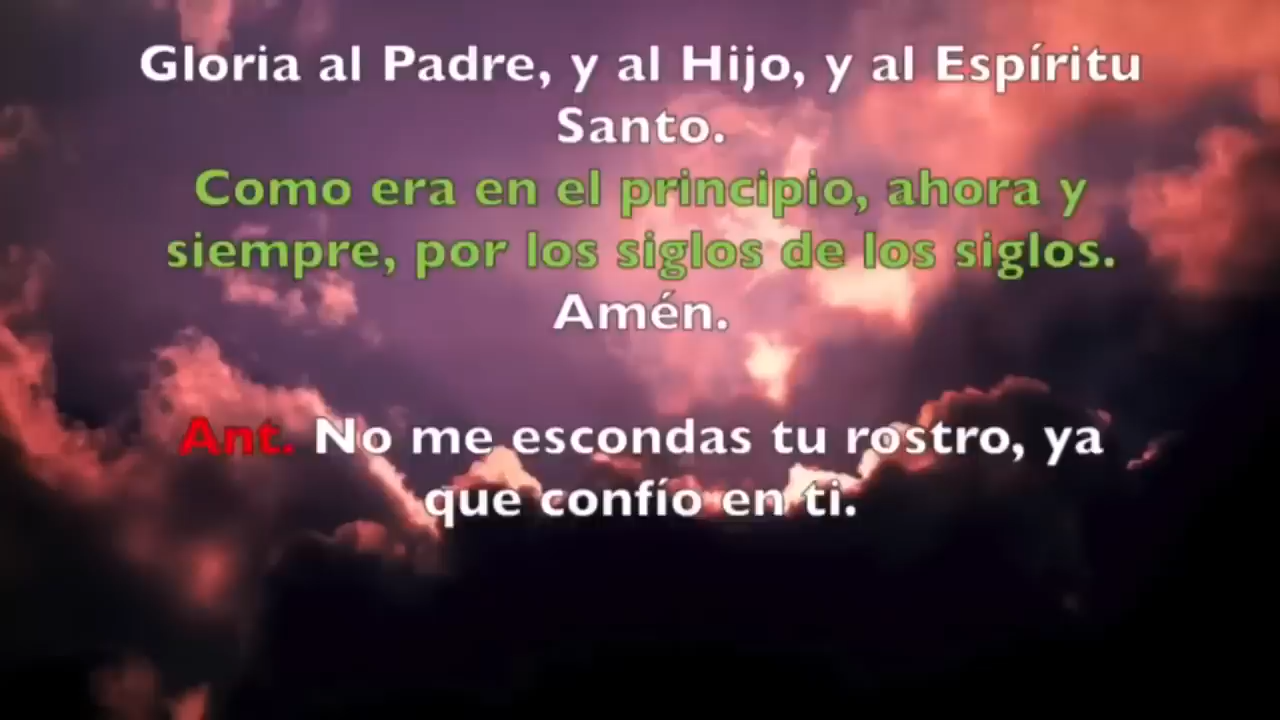 Gloria al Padre, y al Hijo, y al Espíritu
Santo.
Como era en el principio, ahora y
siempre, por los siglos de los siglos.
Amén.
Ant. No me escondas tu rostro, ya
que confío en ti.